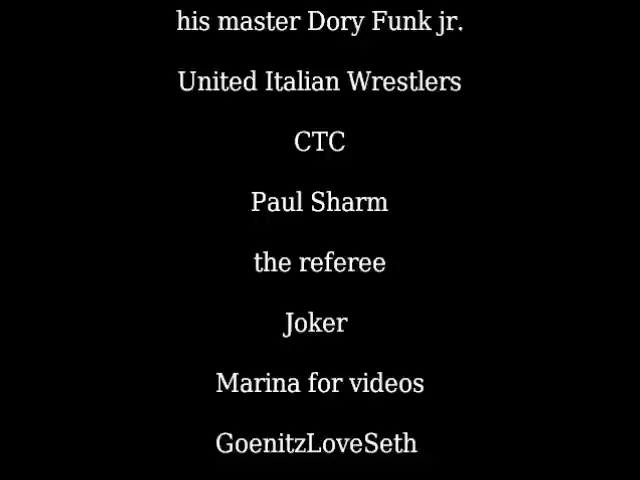 his master Dory Funk jr.
United Italian Wrestlers
CTC
Paul Sharm
the referee
Joker
Marina for videos
GoenitzLoveSeth